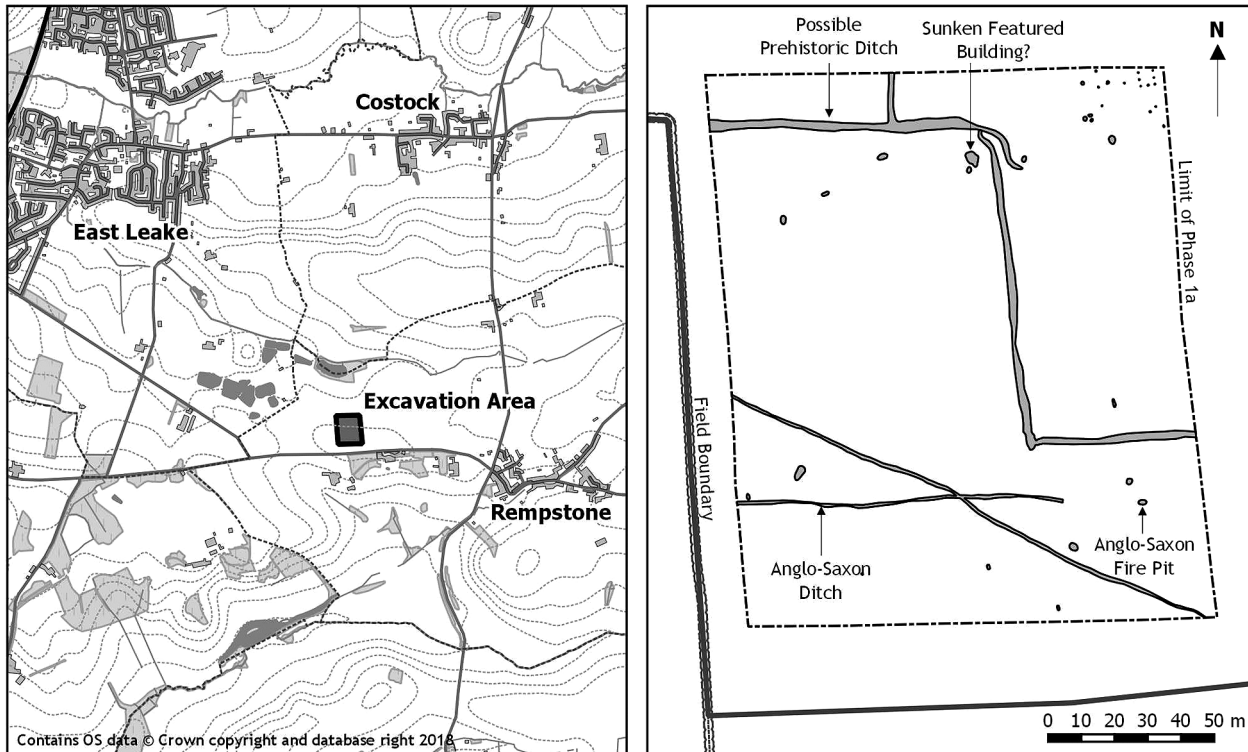 Costock
East Leake
Excavation Area
Rempstone
Contains OS data © Crown copyright and database right 2018
Possible
Prehistoric Ditch
Sunken Featured
Building?
N
Limit of Phase 1a
Field Boundary
Anglo-Saxon
Ditch
Anglo-Saxon
Fire Pit
0 10 20 30 40 50 m